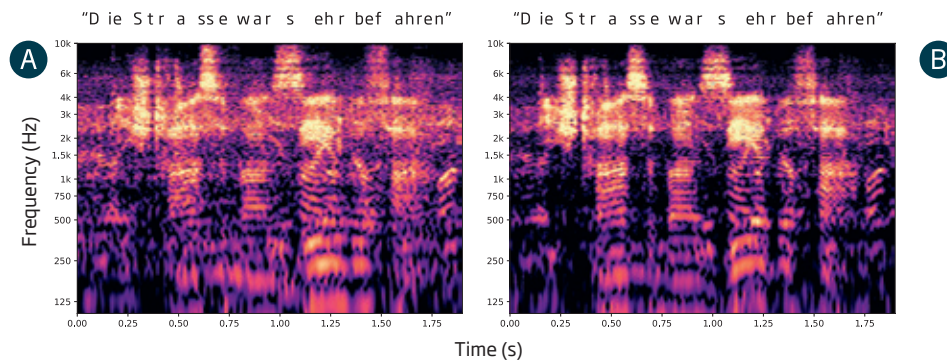 “D ie S t r a sse war s ehr bef ahren”
“D ie S t r a sse war s ehr bef ahren”
A
B
Frequency (Hz)
10k
6k
4k
3k
2k
1.5k
1k
750
500
250
125
0.00 0.25 0.50 0.75 1.00 1.25 1.50 1.75
10k
6k
4k
3k
2k
1.5k
1k
750
500
250
125
0.00 0.25 0.50 0.75 1.00 1.25 1.50 1.75
Time (s)